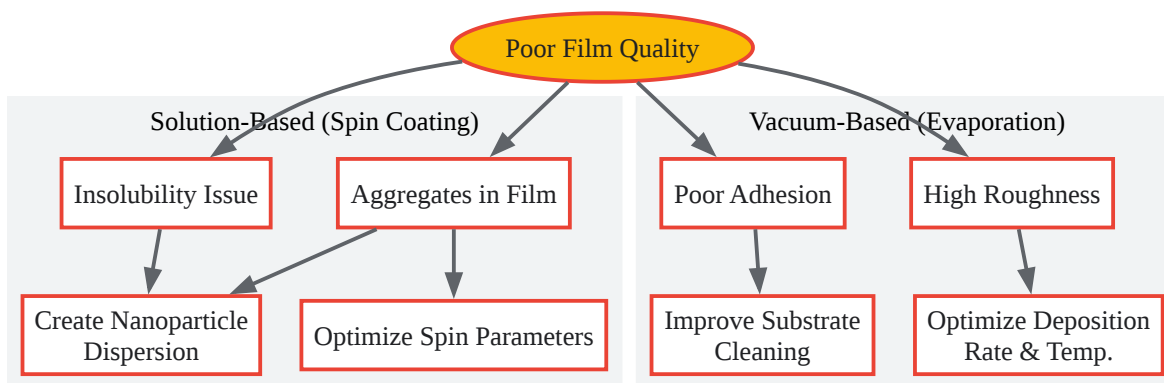 Poor Film Quality
Solution-Based (Spin Coating)
Vacuum-Based (Evaporation)
Insolubility Issue
Aggregates in Film
Poor Adhesion
High Roughness
Create Nanoparticle
Dispersion
Optimize Spin Parameters
Improve Substrate
Cleaning
Optimize Deposition
Rate & Temp.